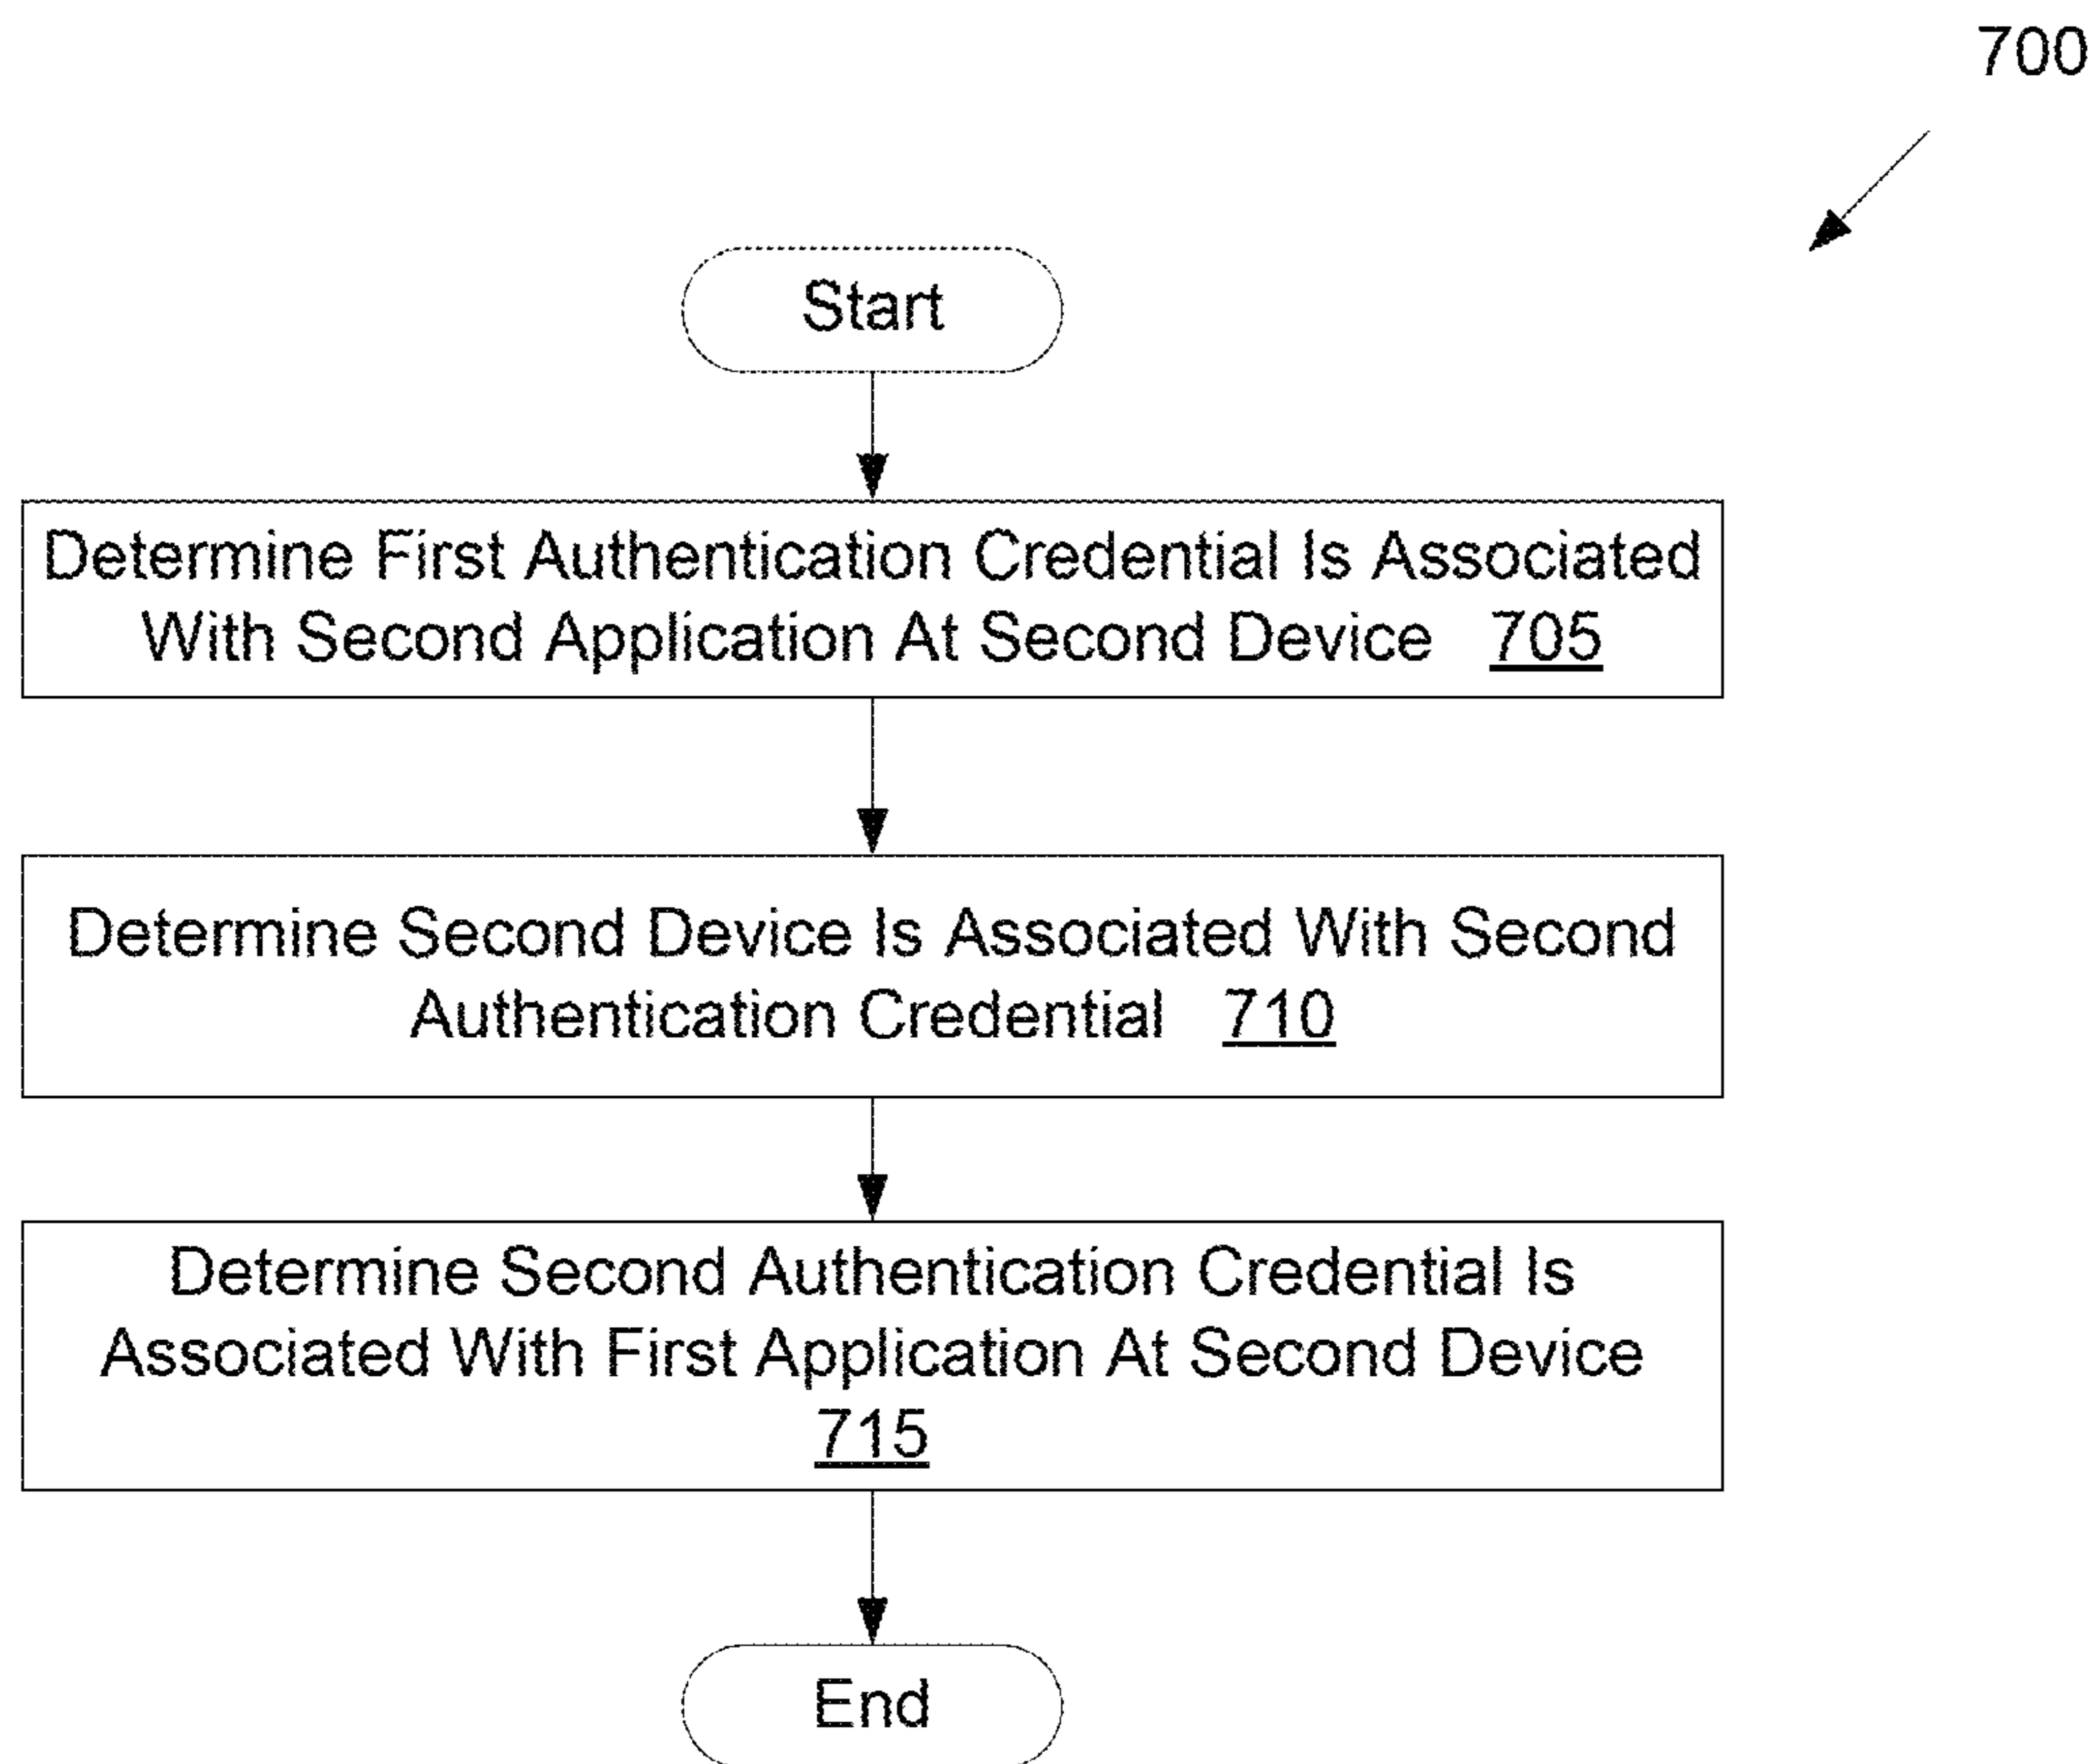 700
Start
Determine First Authentication Credential Is Associated
With Second Application At Second Device 705
Determine Second Device Is Associated With Second
Authentication Credential 710
Determine Second Authentication Credential Is
Associated With First Application At Second Device
715
End